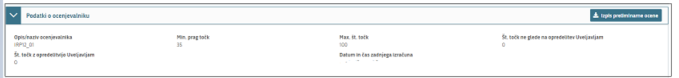 Podatki o ocenjevalniku
Izpis preliminarne ocene
Opis/naziv ocenjevalnika Min. prag točk Max. št. točk Št. točk ne glede na opredelitev Uveljavljam
IRP12_01 35 100 0
Št. točk z opredelitvijo Uveljavljam Datum in čas zadnjega izračuna
0